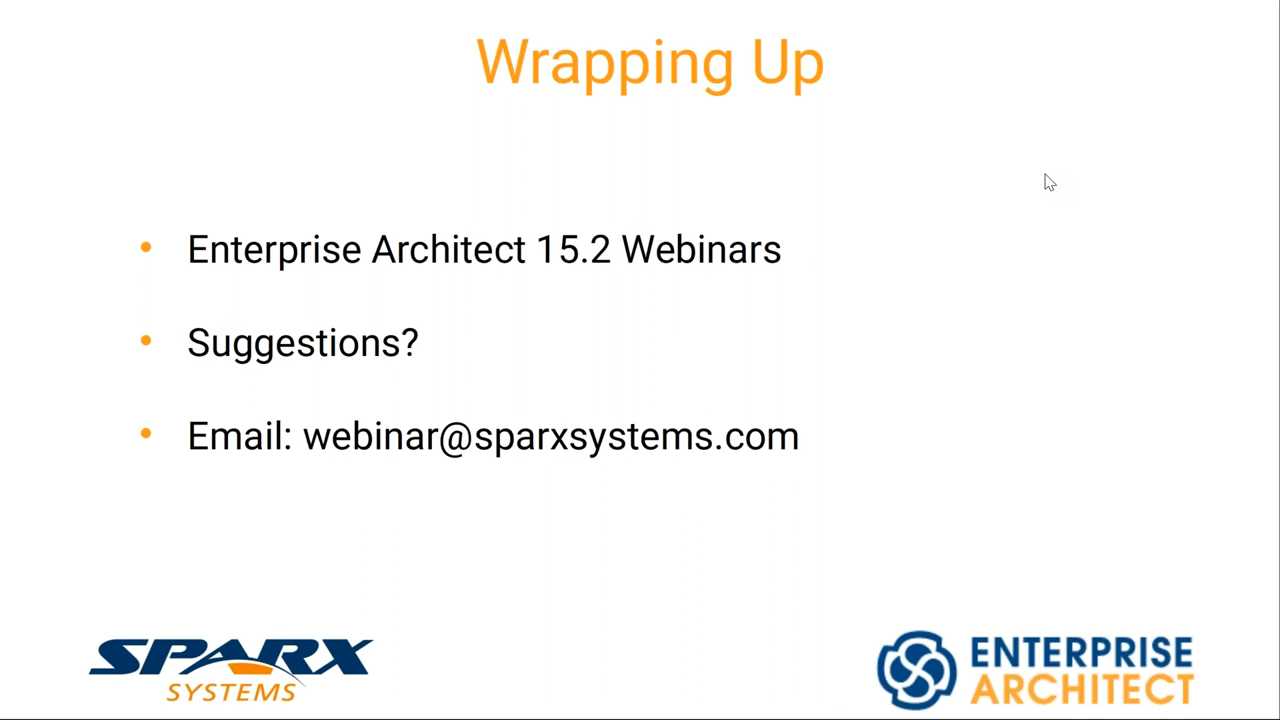 Wrapping Up
• Enterprise Architect 15.2 Webinars
• Suggestions?
• Email: webinar@sparxsystems.com
SPARX
SYSTEMS
ENTERPRISE
ARCHITECT